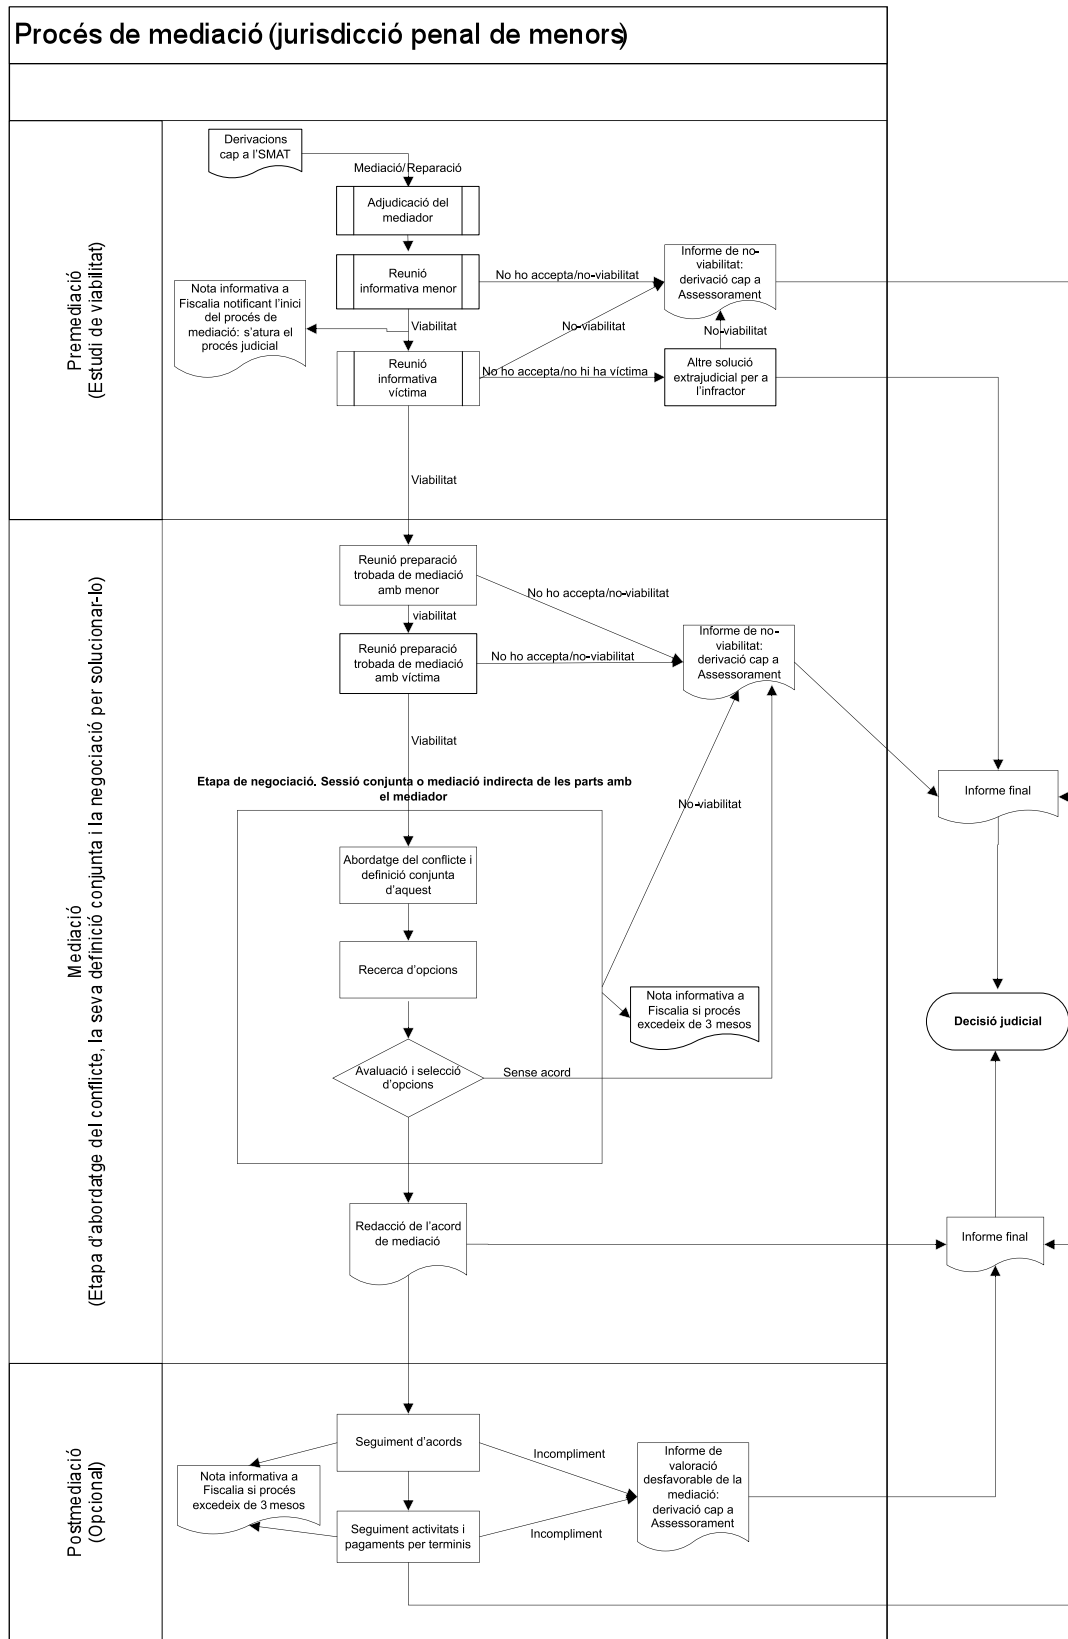 Procés de mediació (jurisdicció penal de menors)
Premediació
(Estudi de viabilitat)
Derivacions
cap a l'SMAT
Mediació/Reparació
Adjudicació del
mediador
Reunió
informativa menor
No ho accepta/no-viabilitat
Informe de no-
viabilitat:
derivació cap a
Assessorament
Nota informativa a
Fiscalia notificant l'inici
del procés de
mediació: s'atura el
procés judicial
Viabilitat
No-viabilitat
No-viabilitat
Reunió
informativa
víctima
No ho accepta/no hi ha víctima
Altre solució
extrajudicial per a
l'infractor
Viabilitat
Mediació
(Etapa d'abordatge del conflicte, la seva definició conjunta i la negociació per solucionar-lo)
Reunió preparació
trobada de mediació
amb menor
No ho accepta/no-viabilitat
viabilitat
Reunió preparació
trobada de mediació
amb víctima
No ho accepta/no-viabilitat
Informe de no-
viabilitat:
derivació cap a
Assessorament
Viabilitat
Etapa de negociació. Sessió conjunta o mediació indirecta de les parts amb
el mediador
No-viabilitat
Informe final
Abordatge del conflicte i
definició conjunta
d'aquest
Recerca d'opcions
Nota informativa a
Fiscalia si procés
excedeix de 3 mesos
Decisió judicial
Avaluació i selecció
d'opcions
Sense acord
Redacció de l'acord
de mediació
Informe final
Postmediació
(Opcional)
Seguiment d'acords
Incompliment
Nota informativa a
Fiscalia si procés
excedeix de 3 mesos
Informe de
valoració
desfavorable de la
mediació:
derivació cap a
Assessorament
Seguiment activitats i
pagaments per terminis
Incompliment